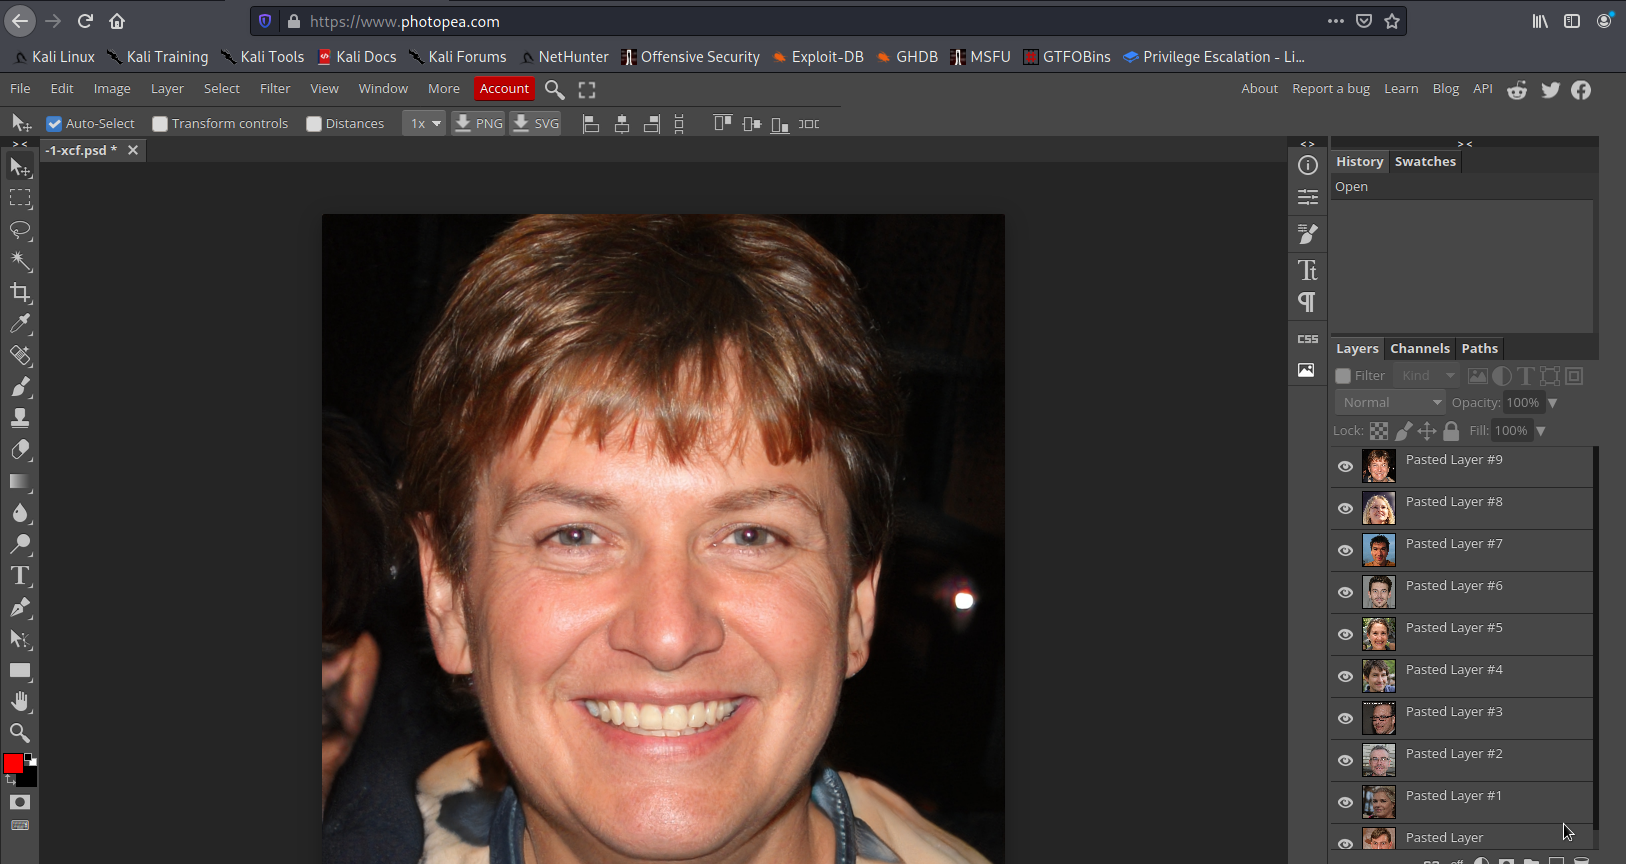 https://www.photopea.com
Kali Linux Kali Training Kali Tools Kali Docs Kali Forums NetHunter Offensive Security Exploit-DB GHDB MSFU GTFOBins Privilege Escalation - Li...
File Edit Image Layer Select Filter View Window More Account About Report a bug Learn Blog API
Auto-Select Transform controls Distances 1x PNG SVG
> < < > > <
-1-xcf.psd *
History Swatches
Open
Tt
CSS
Layers Channels Paths
Filter Kind
Normal Opacity: 100%
Lock: Fill: 100%
Pasted Layer #9
Pasted Layer #8
Pasted Layer #7
Pasted Layer #6
Pasted Layer #5
Pasted Layer #4
Pasted Layer #3
Pasted Layer #2
Pasted Layer #1
Pasted Layer